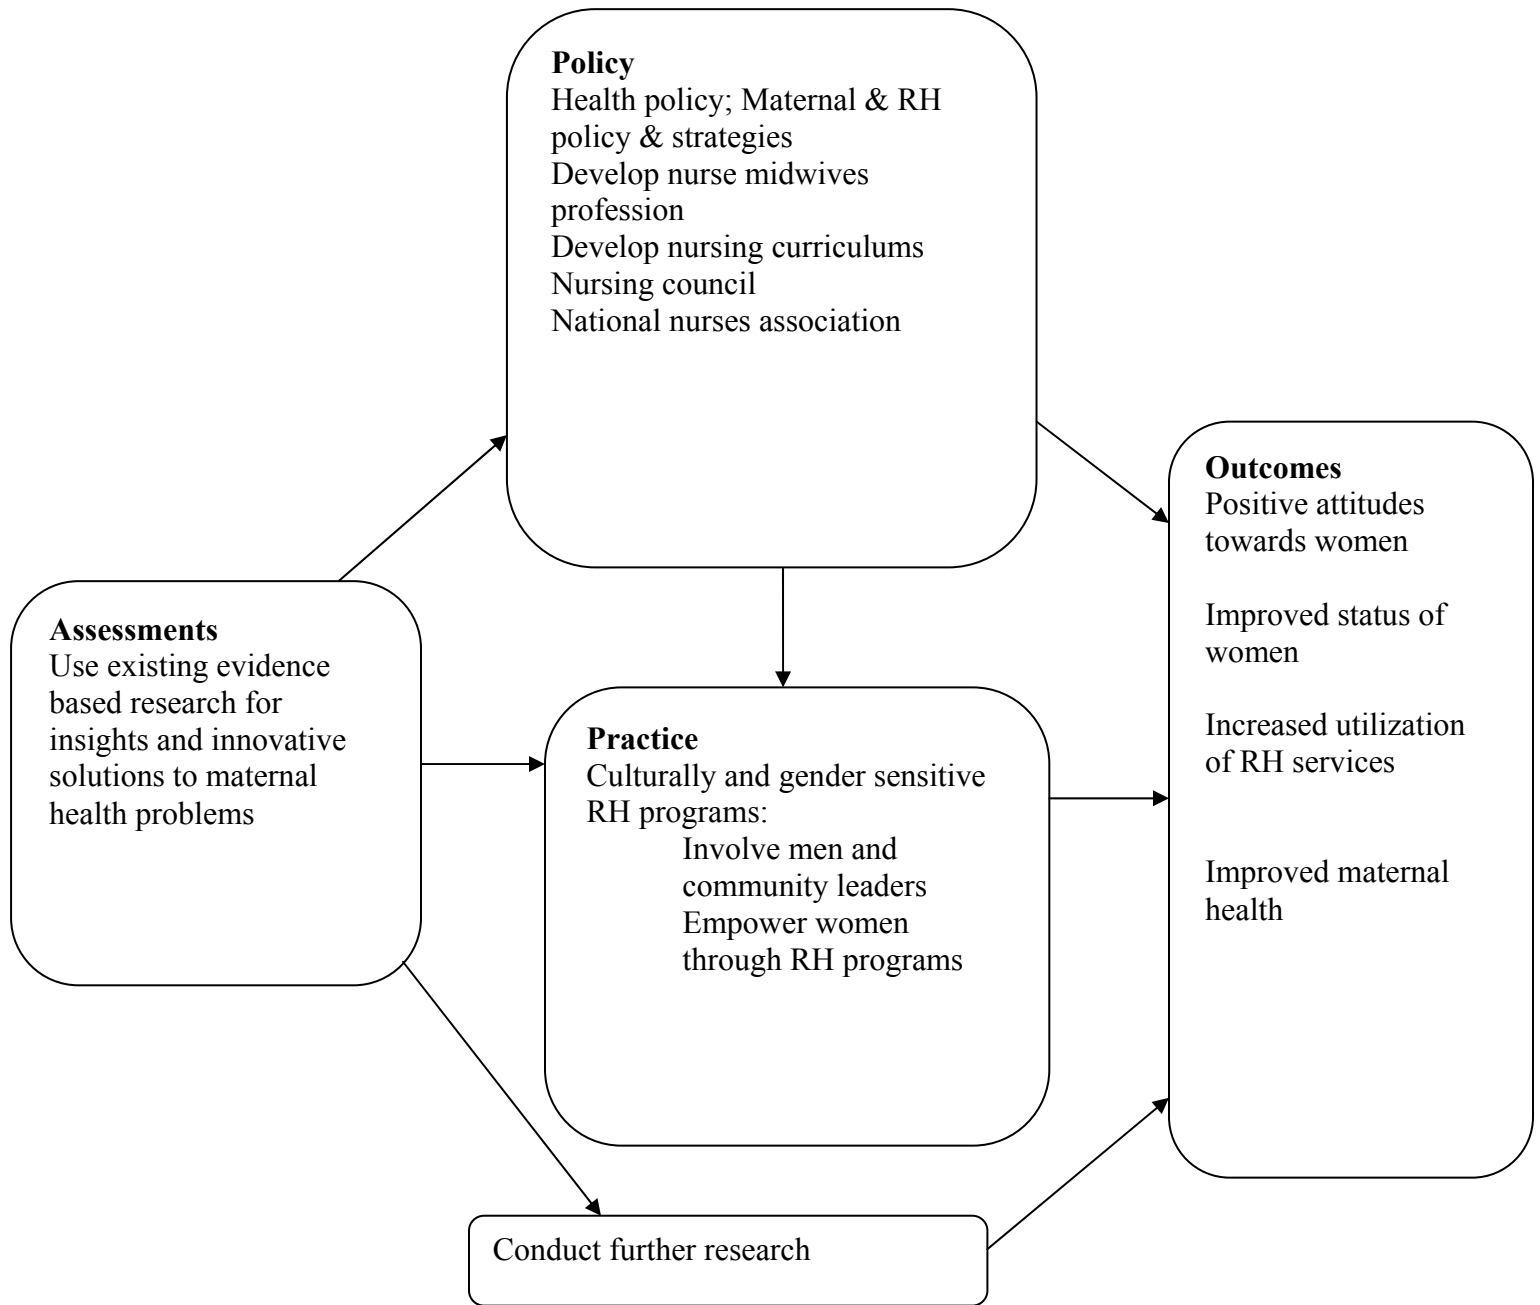 Policy
Health policy; Maternal & RH
policy & strategies
Develop nurse midwives
profession
Develop nursing curriculums
Nursing council
National nurses association
Assessments
Use existing evidence
based research for
insights and innovative
solutions to maternal
health problems
Practice
Culturally and gender sensitive
RH programs:
Involve men and
community leaders
Empower women
through RH programs
Outcomes
Positive attitudes
towards women
Improved status of
women
Increased utilization
of RH services
Improved maternal
health
Conduct further research